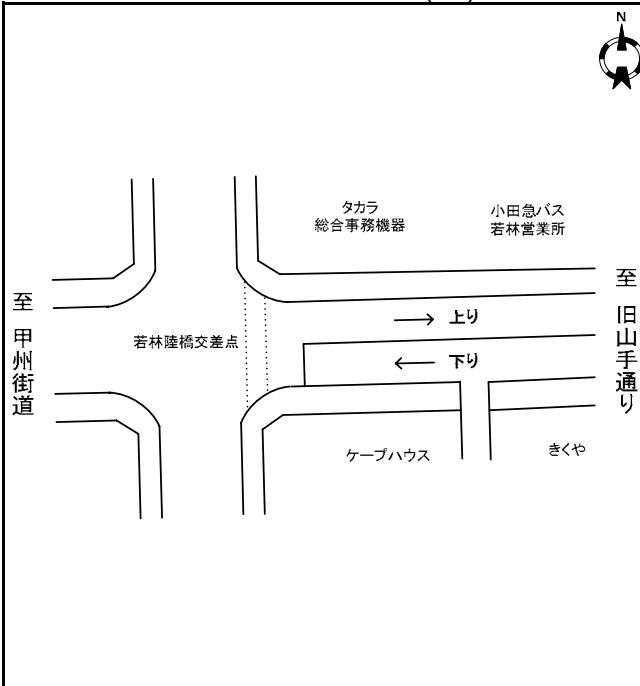 N
タカラ
総合事務機器
小田急バス
若林営業所
至 甲州街道
至 旧山手通り
上り
若林陸橋交差点
下り
ケープハウス
きくや